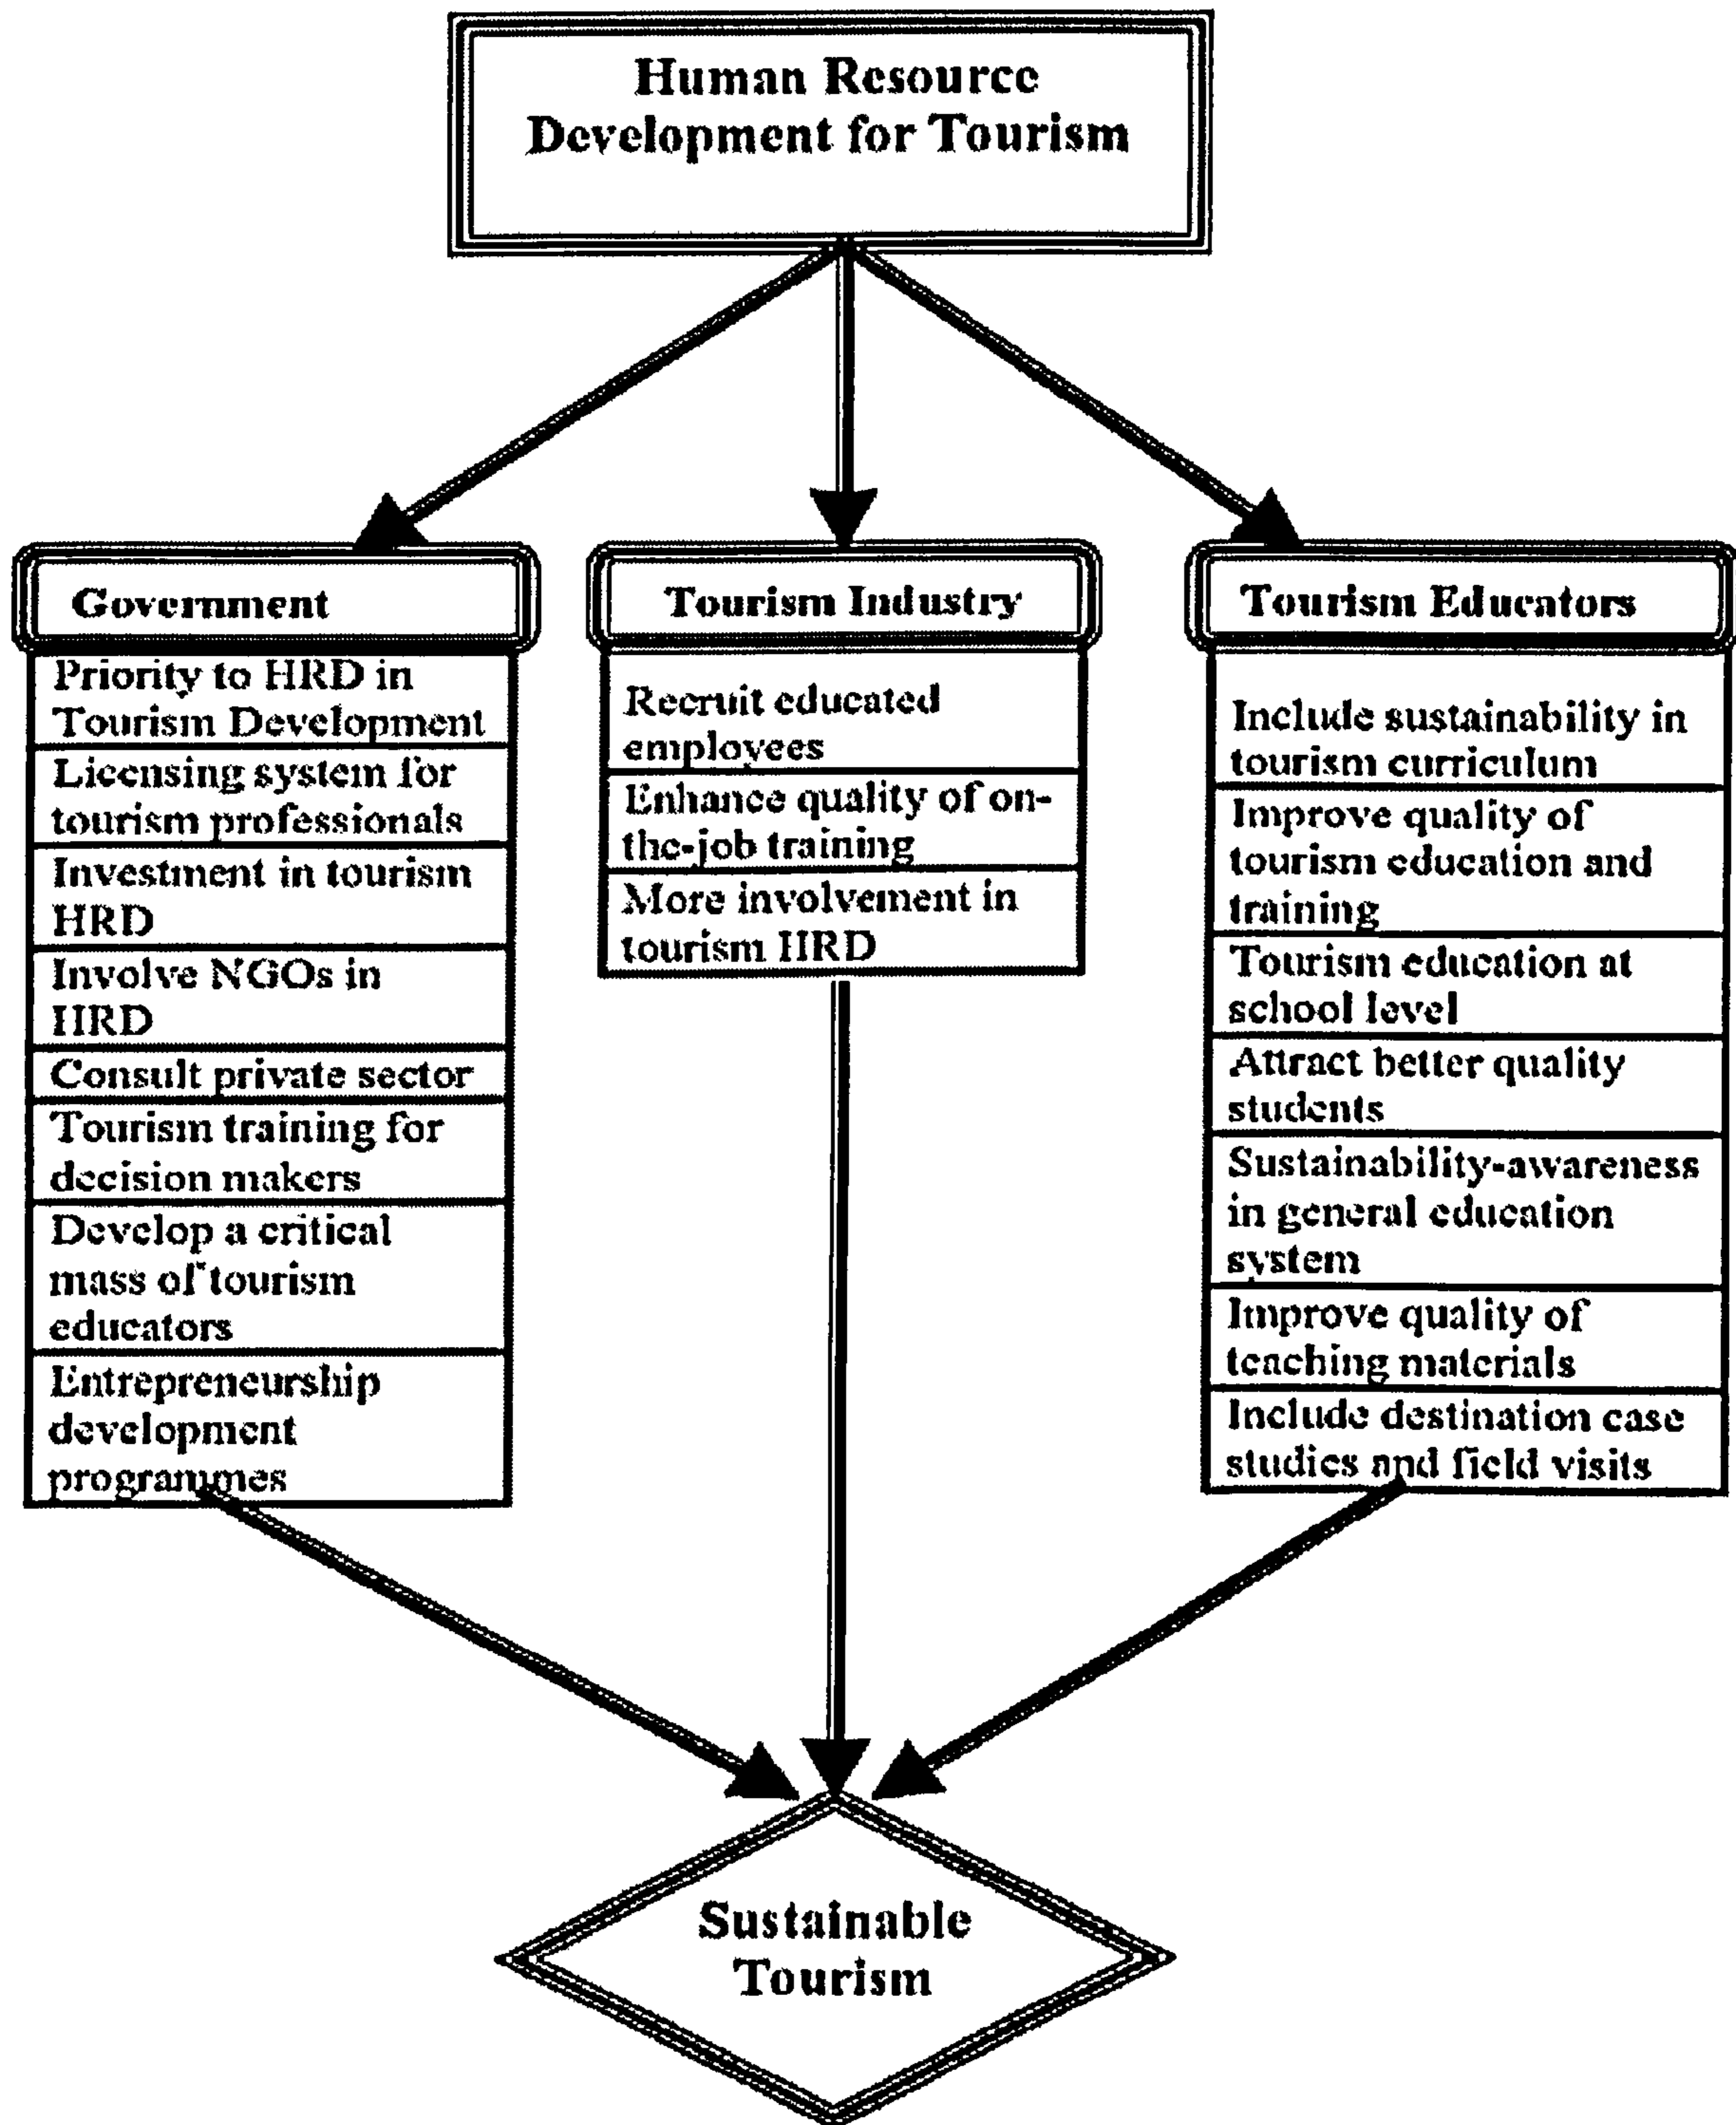 Human Resource
Development for Tourism
Government
Priority to HRD in
Tourism Development
Licensing system for
tourism professionals
Investment in tourism
HRD
Involve NGOs in
HRD
Consult private sector
Tourism training for
decision makers
Develop a critical
mass of tourism
educators
Entrepreneurship
development
programmes
Tourism Industry
Recruit educated
employees
Enhance quality of on-
the-job training
More involvement in
tourism HRD
Tourism Educators
Include sustainability in
tourism curriculum
Improve quality of
tourism education and
training
Tourism education at
school level
Attract better quality
students
Sustainability-awareness
in general education
system
Improve quality of
teaching materials
Include destination case
studies and field visits
Sustainable
Tourism